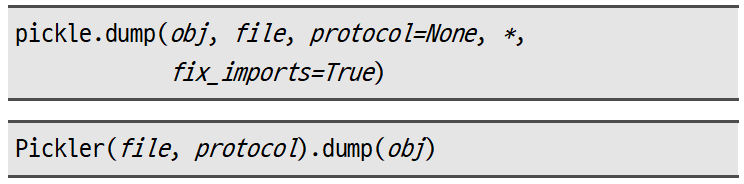 pickle.dump(obj, file, protocol=None, *,
fix_imports=True)
Pickler(file, protocol).dump(obj)